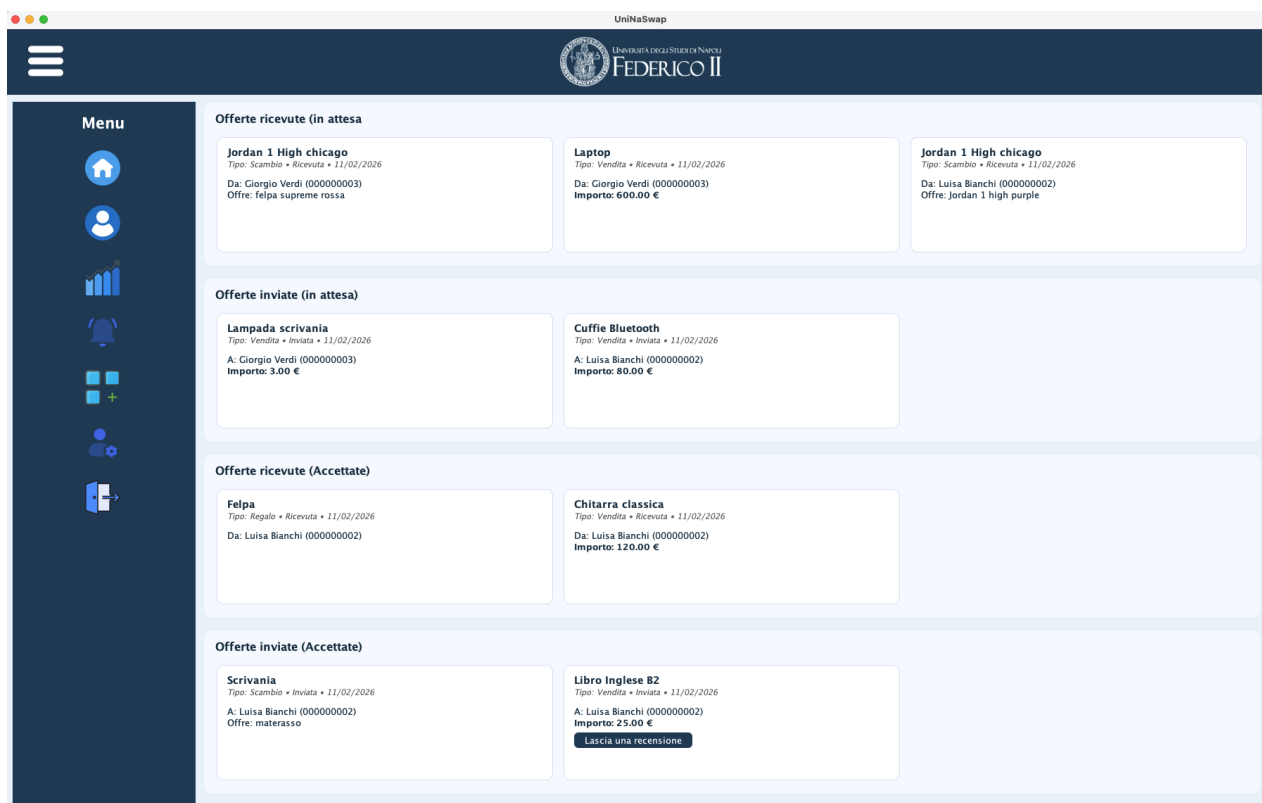 UniNaSwap
UNIVERSITÀ DEGLI STUDI DI NAPOLI
FEDERICO II
Menu
Offerte ricevute (in attesa
Jordan 1 High chicago
Tipo: Scambio • Ricevuta • 11/02/2026
Da: Giorgio Verdi (000000003)
Offre: felpa supreme rossa
Laptop
Tipo: Vendita • Ricevuta • 11/02/2026
Da: Giorgio Verdi (000000003)
Importo: 600.00 €
Jordan 1 High chicago
Tipo: Scambio • Ricevuta • 11/02/2026
Da: Luisa Bianchi (000000002)
Offre: Jordan 1 high purple
Offerte inviate (in attesa)
Lampada scrivania
Tipo: Vendita • Inviata • 11/02/2026
A: Giorgio Verdi (000000003)
Importo: 3.00 €
Cuffie Bluetooth
Tipo: Vendita • Inviata • 11/02/2026
A: Luisa Bianchi (000000002)
Importo: 80.00 €
Offerte ricevute (Accettate)
Felpa
Tipo: Regalo • Ricevuta • 11/02/2026
Da: Luisa Bianchi (000000002)
Chitarra classica
Tipo: Vendita • Ricevuta • 11/02/2026
Da: Luisa Bianchi (000000002)
Importo: 120.00 €
Offerte inviate (Accettate)
Scrivania
Tipo: Scambio • Inviata • 11/02/2026
A: Luisa Bianchi (000000002)
Offre: materasso
Libro Inglese B2
Tipo: Vendita • Inviata • 11/02/2026
A: Luisa Bianchi (000000002)
Importo: 25.00 €
Lascia una recensione